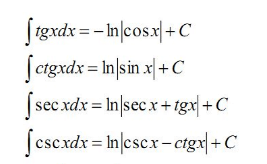 ∫tgxdx = −ln|cosx| + C
∫ctgxdx = ln|sin x| + C
∫sec xdx = ln|sec x + tgx| + C
∫cscxdx = ln|cscx − ctgx| + C